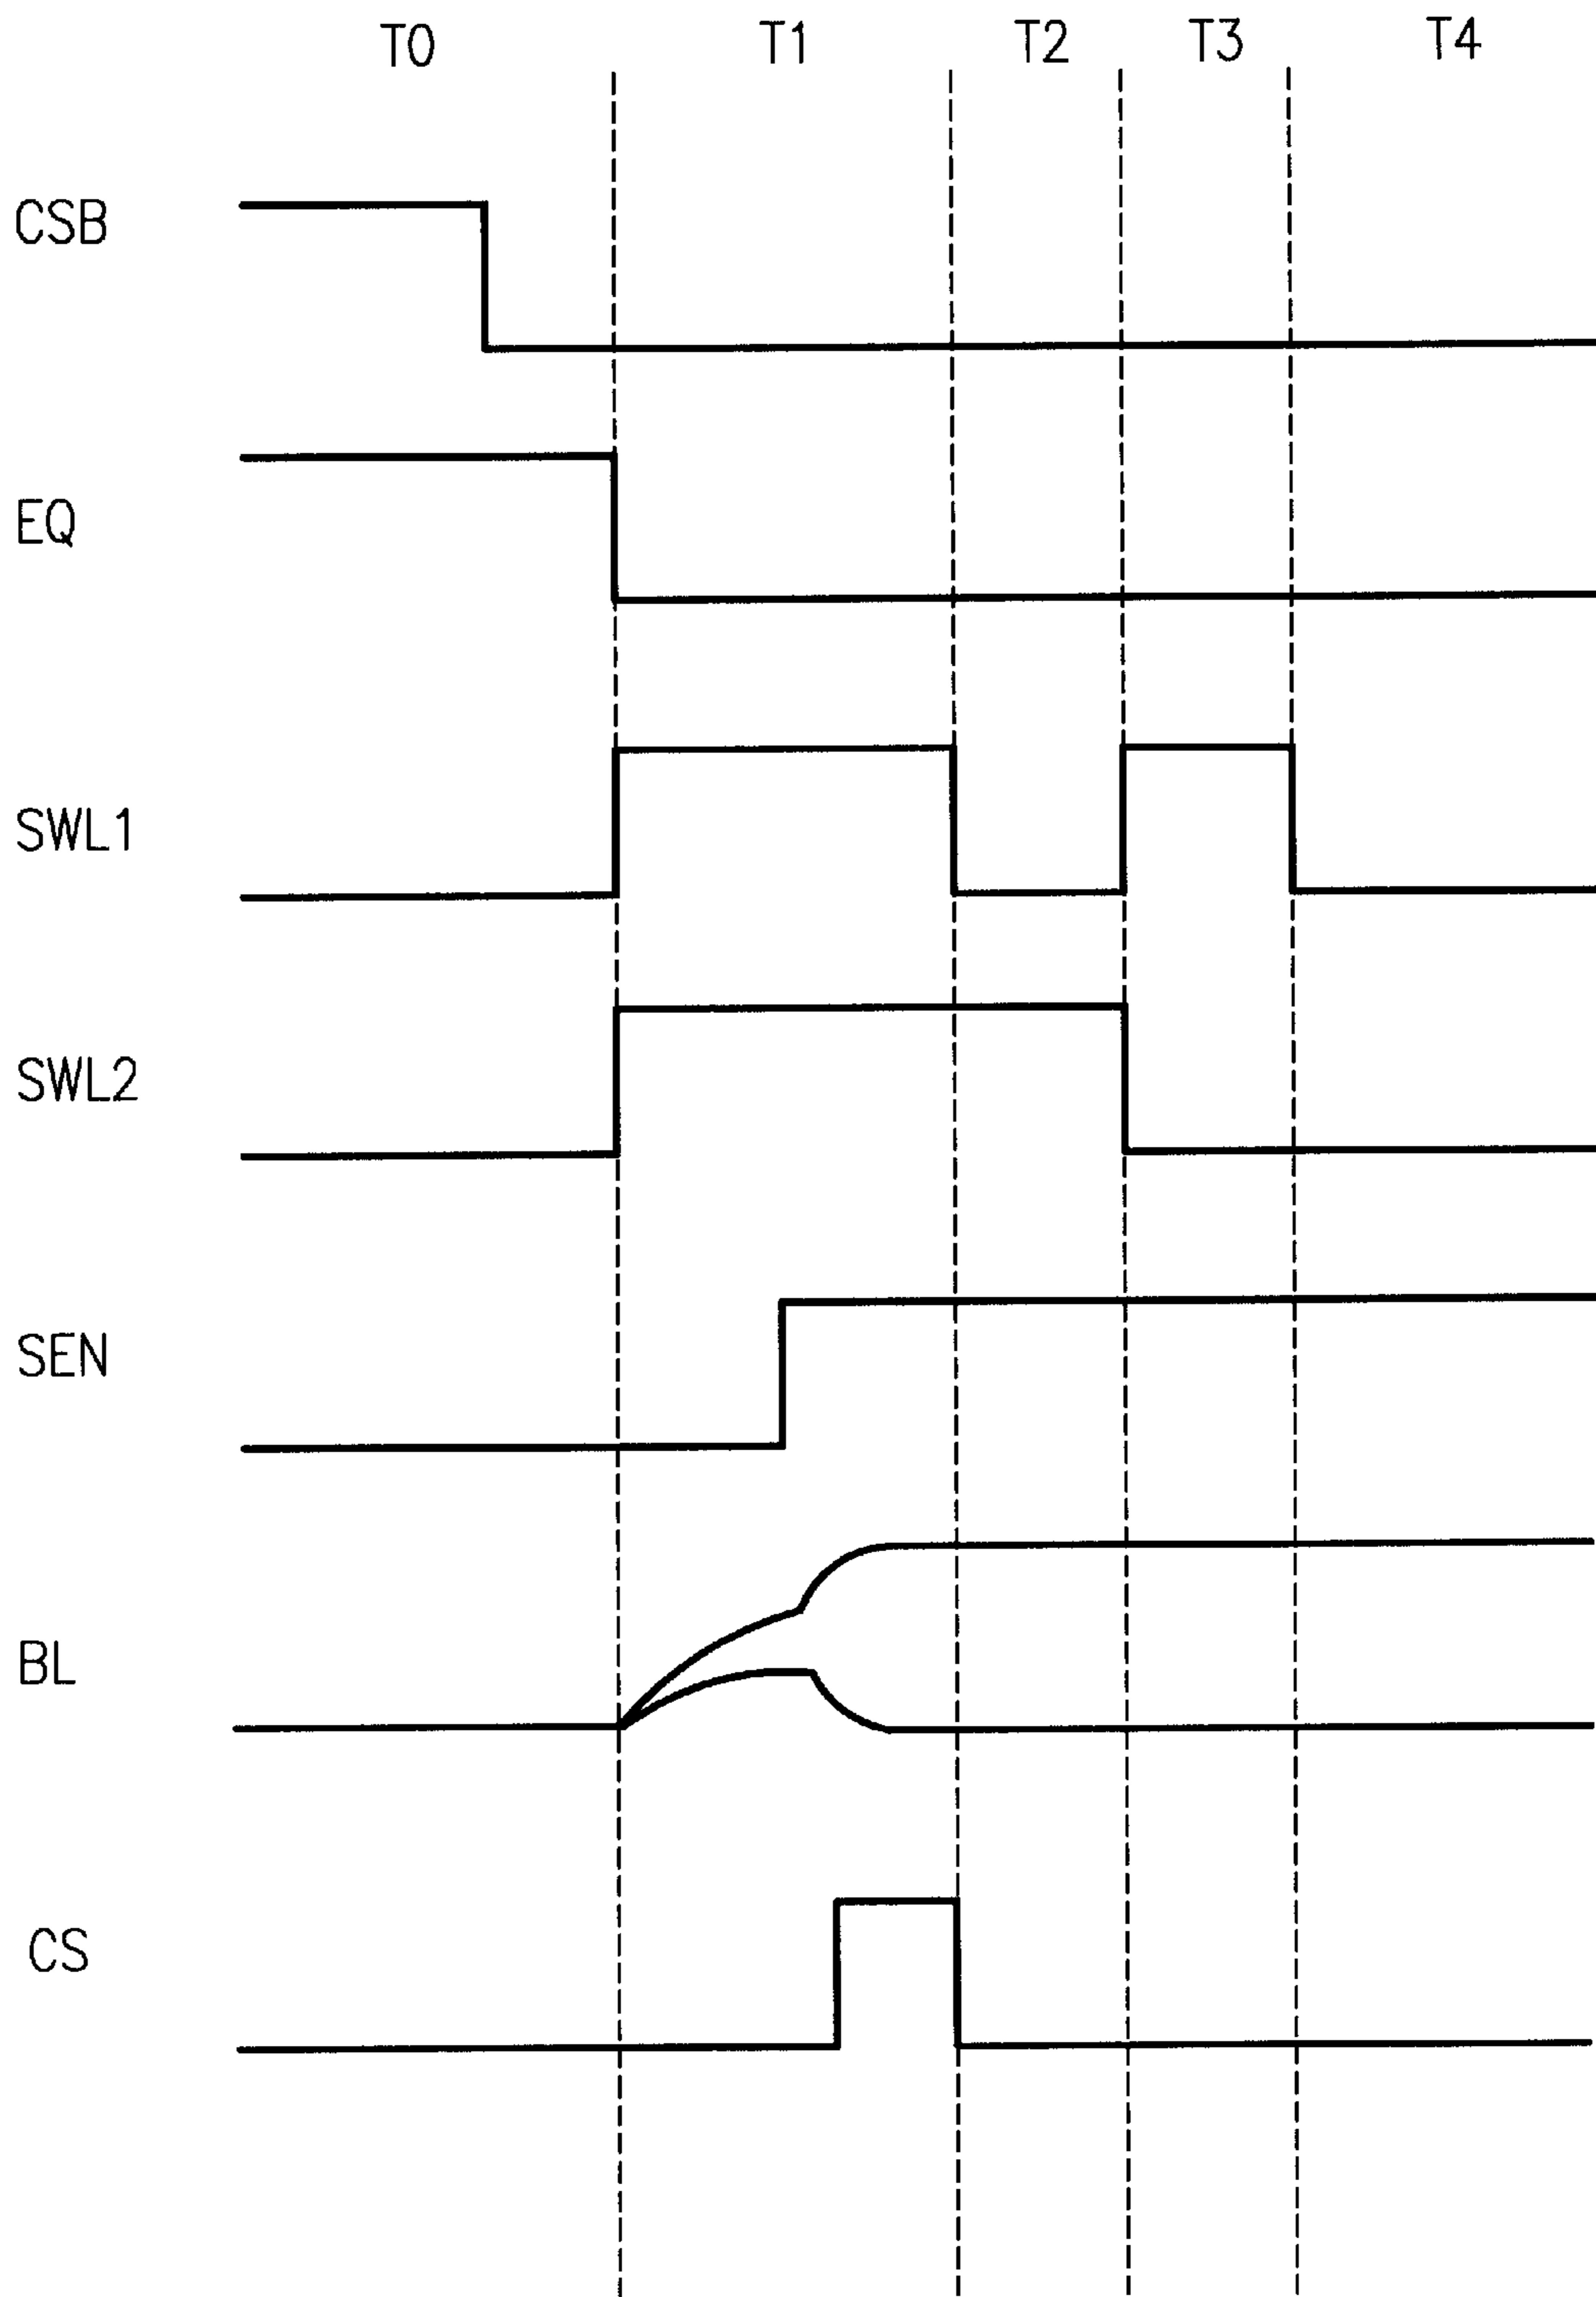 T0 T1 T2 T3 T4
CSB
EQ
SWL1
SWL2
SEN
BL
CS